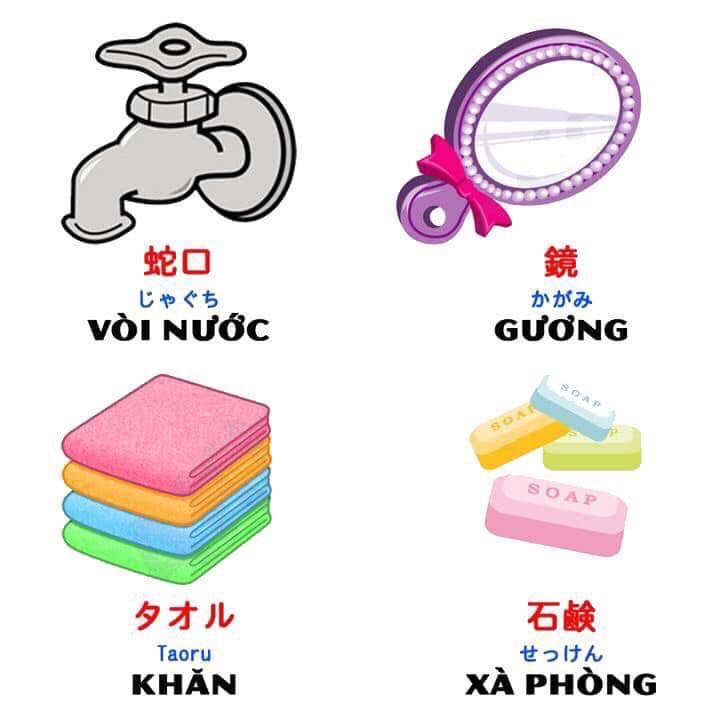 蛇口
じゃぐち
VÒI NƯỚC
鏡
かがみ
GƯƠNG
タオル
Taoru
KHĂN
SOAP
SOAP
SOAP
SOAP
石鹸
せっけん
XÀ PHÒNG